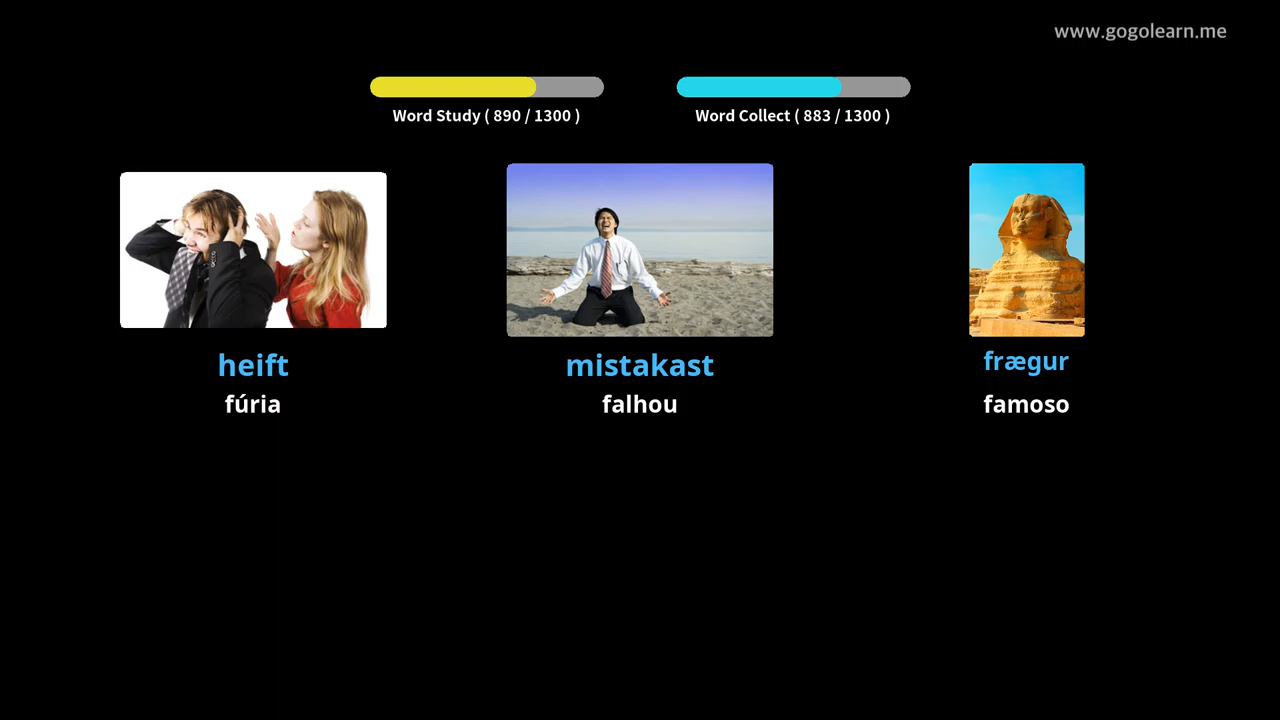 www.gogolearn.me
Word Study ( 890 / 1300 )
Word Collect ( 883 / 1300 )
heift
mistakast
frægur
fúria
falhou
famoso